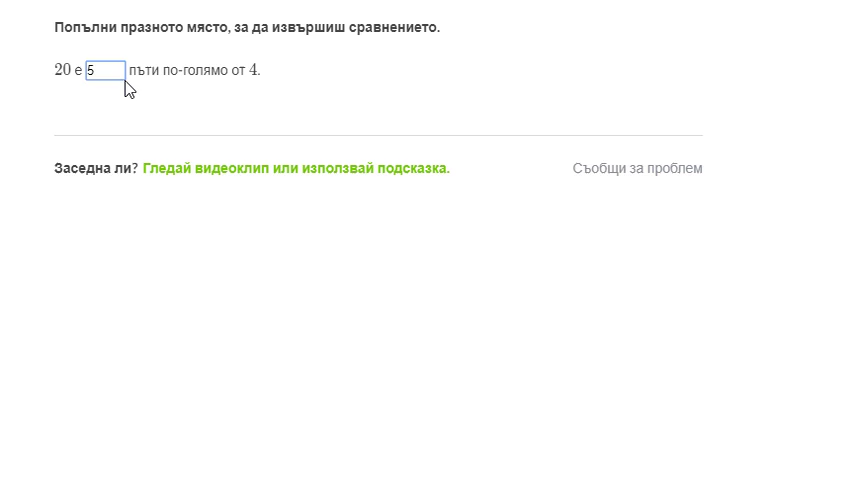 Попълни празното място, за да извършиш сравнението.
20 е 5 пъти по-голямо от 4.
Заседна ли? Гледай видеоклип или използвай подсказка. Съобщи за проблем